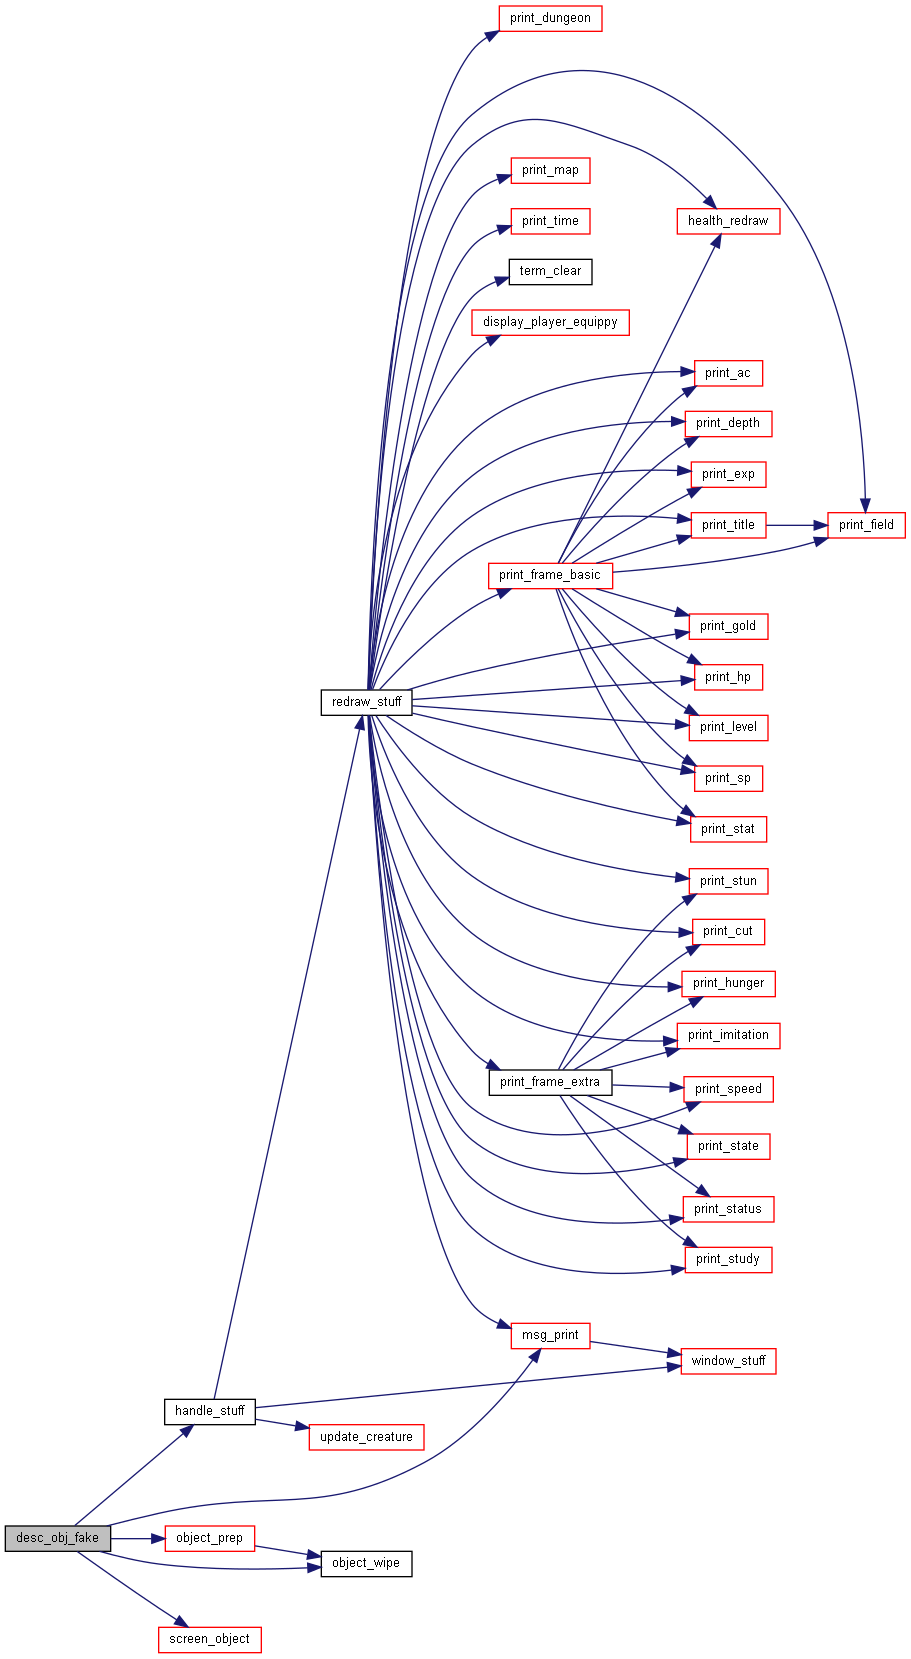 print_dungeon
print_map
health_redraw
print_time
term_clear
display_player_equippy
print_ac
print_depth
print_exp
print_title
print_field
print_frame_basic
print_gold
print_hp
redraw_stuff
print_level
print_sp
print_stat
print_stun
print_cut
print_hunger
print_imitation
print_frame_extra
print_speed
print_state
print_status
print_study
msg_print
window_stuff
handle_stuff
update_creature
desc_obj_fake
object_prep
object_wipe
screen_object